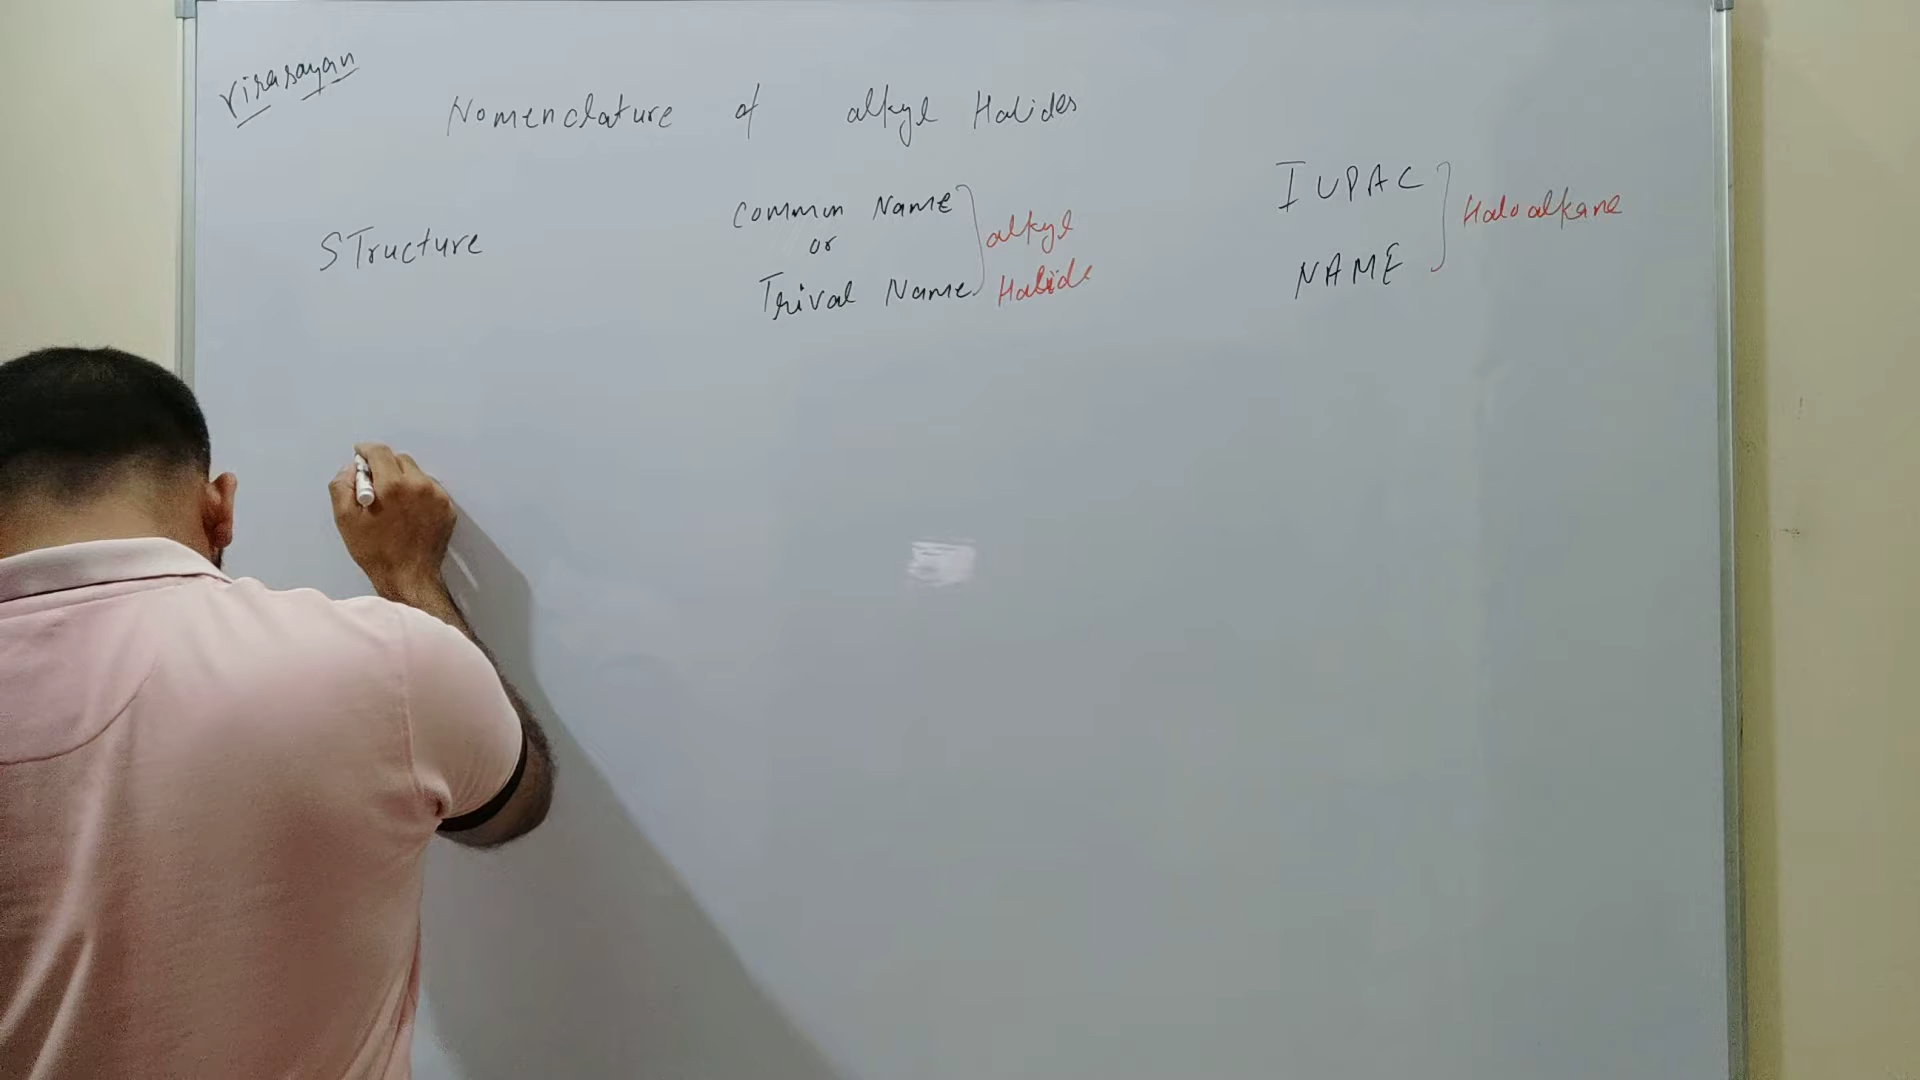 Virasayan
Nomenclature of alkyl Halides
STructure
Common Name
or
Trival Name
alkyl
Halide
IUPAC
NAME
Haloalkane